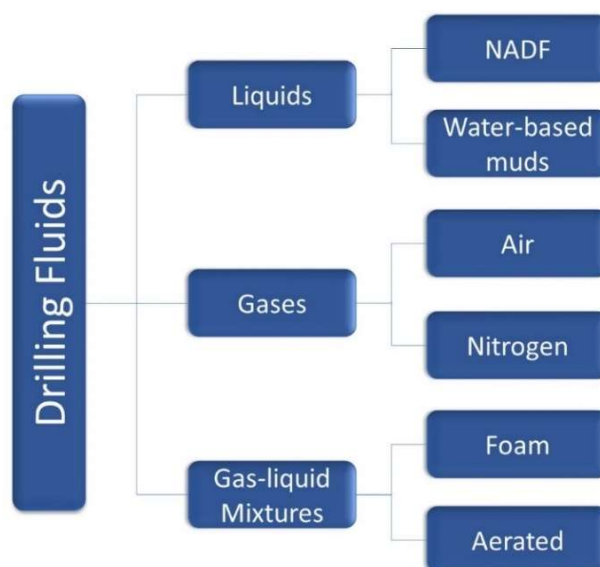 Drilling Fluids
Liquids
NADF
Water-based
muds
Gases
Air
Nitrogen
Gas-liquid
Mixtures
Foam
Aerated